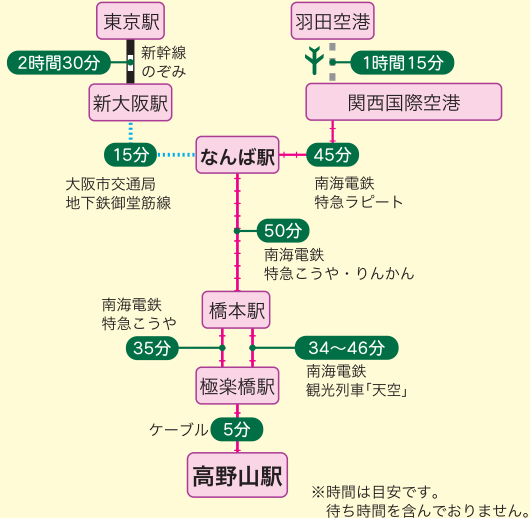 東京駅
羽田空港
2時間30分
新幹線
のぞみ
1時間15分
新大阪駅
関西国際空港
15分
なんば駅
45分
大阪市交通局
地下鉄御堂筋線
南海電鉄
特急ラピート
50分
南海電鉄
特急こうや・りんかん
橋本駅
南海電鉄
特急こうや
35分
34〜46分
南海電鉄
観光列車｢天空｣
極楽橋駅
ケーブル
5分
高野山駅
※時間は目安です。
待ち時間を含んでおりません。